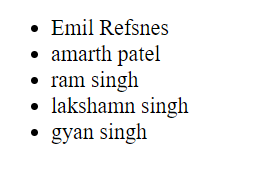 Emil Refsnes
amarth patel
ram singh
lakshamn singh
gyan singh